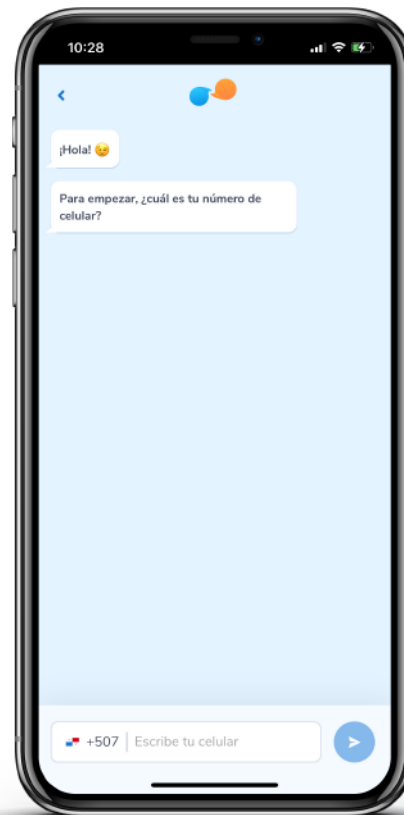 10:28
¡Hola! 😉
Para empezar, ¿cuál es tu número de
celular?
+507 Escribe tu celular